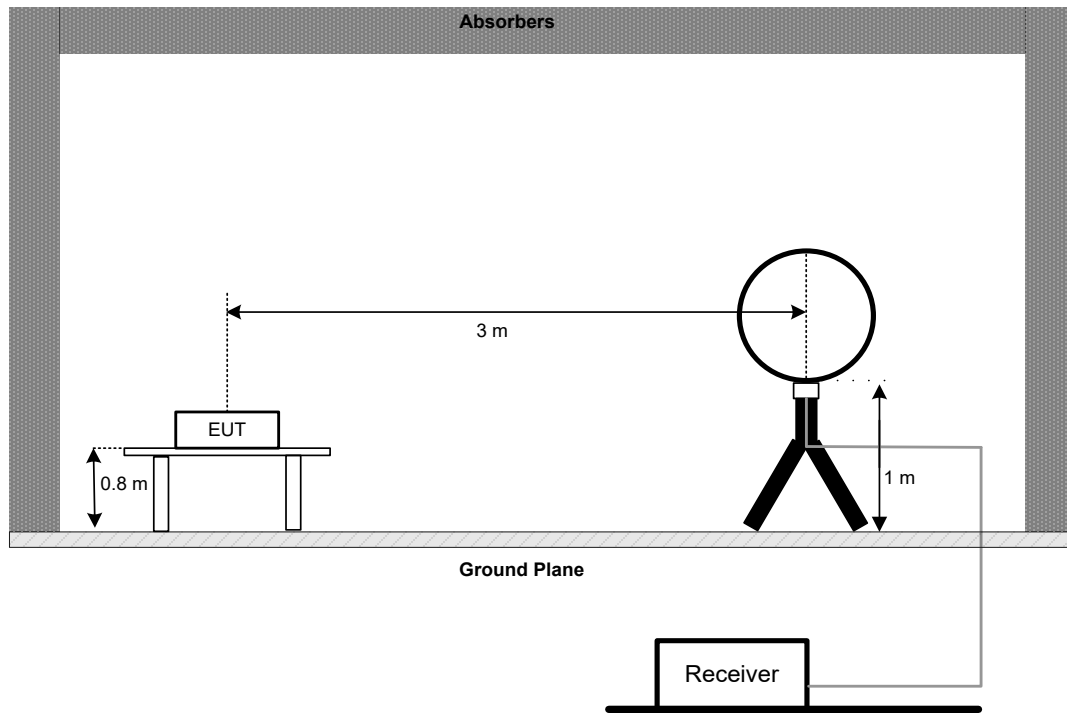 Absorbers
3 m
EUT
0.8 m
1 m
Ground Plane
Receiver